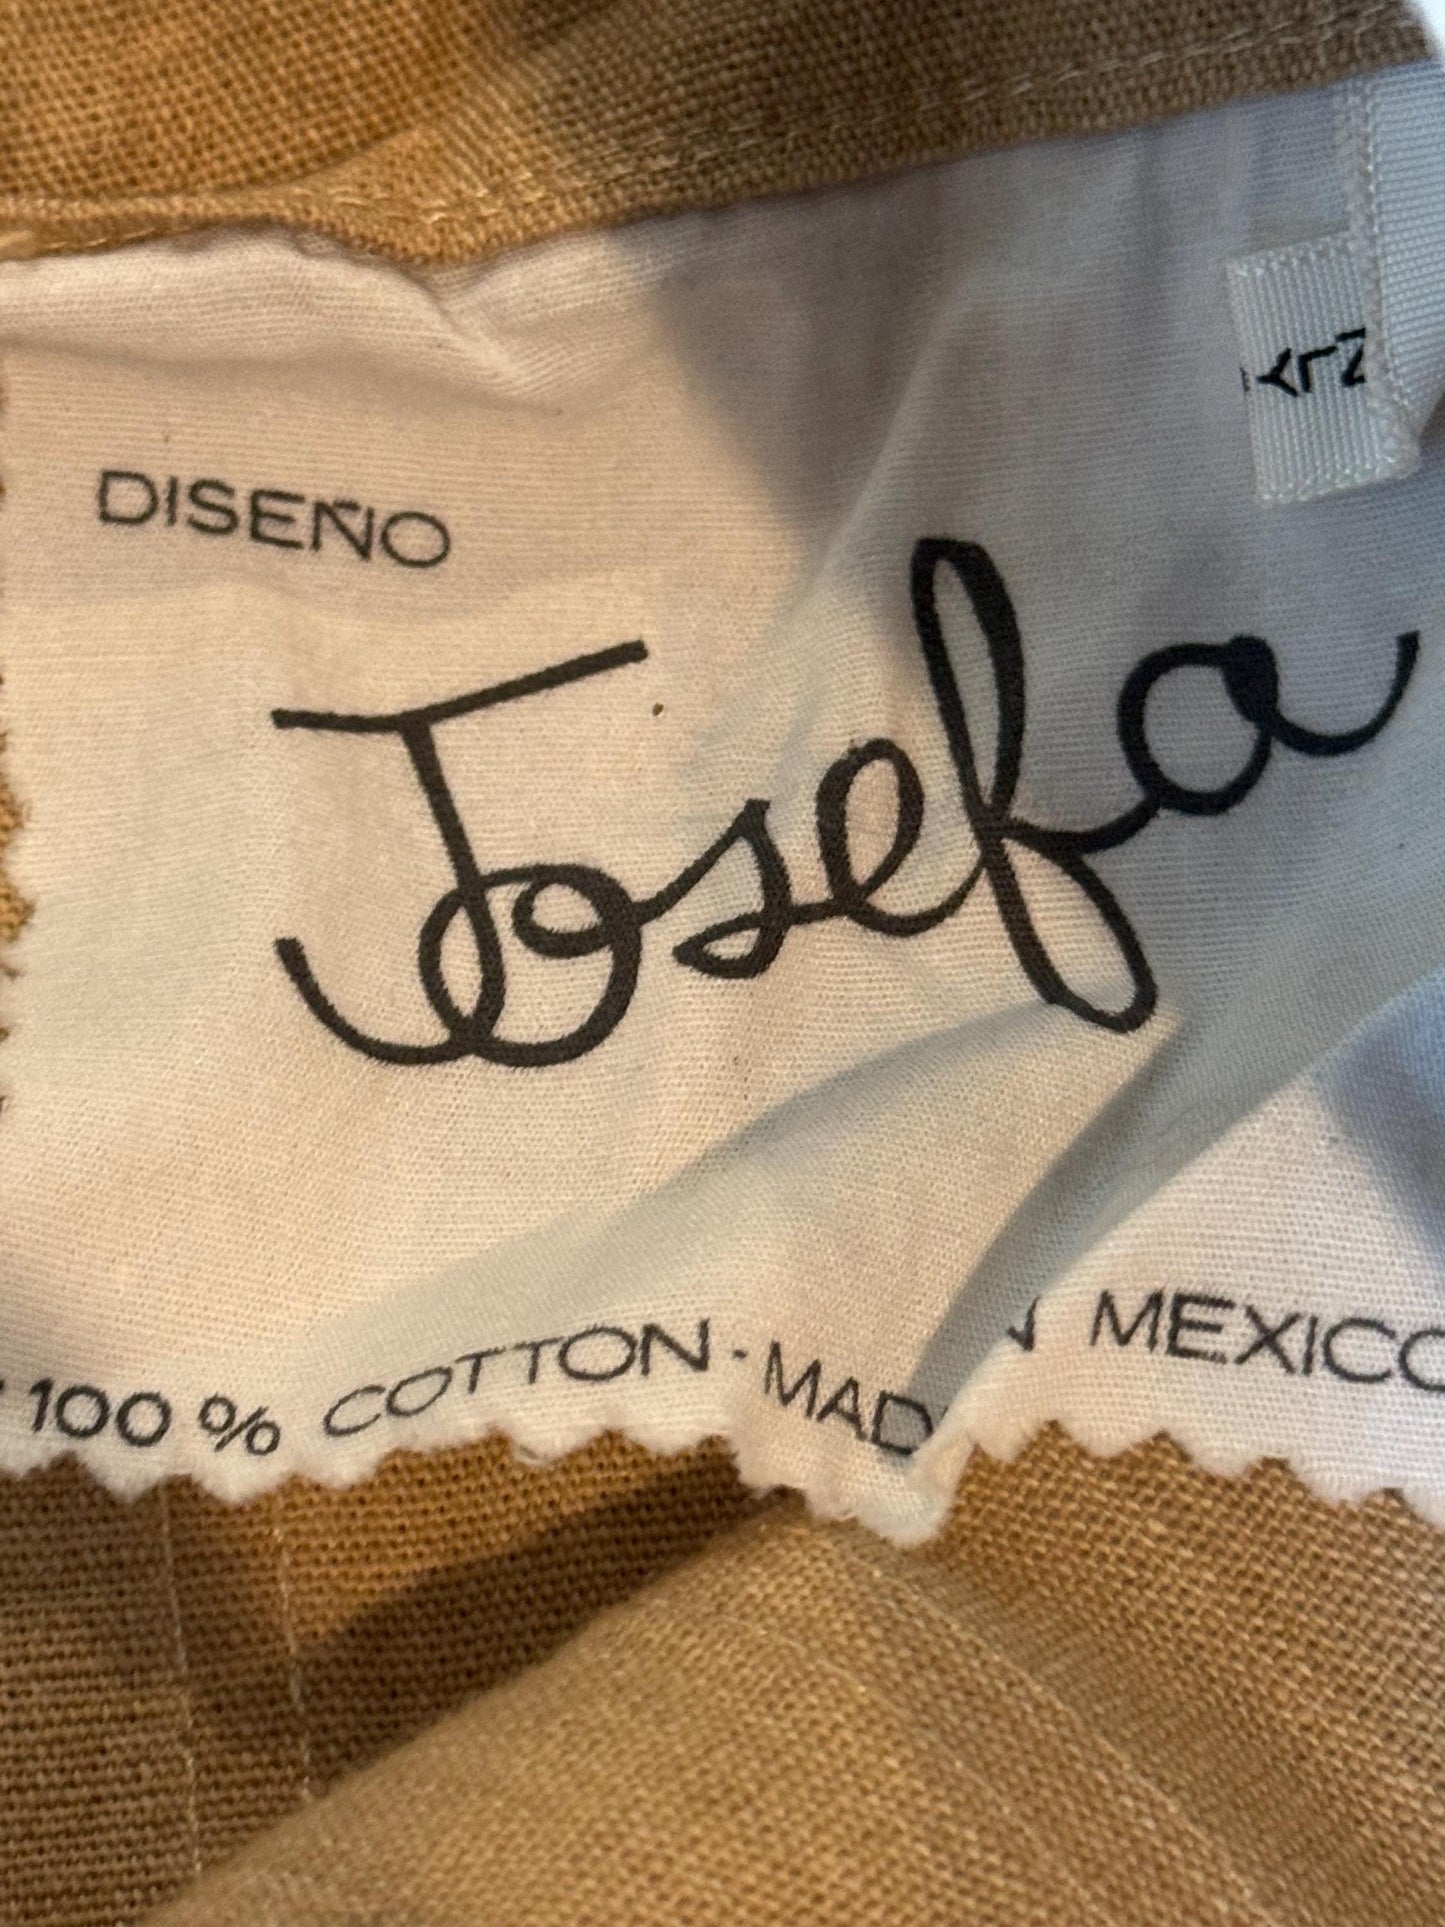 DISEÑO
Josefa
100 % COTTON - MAD MEXICO